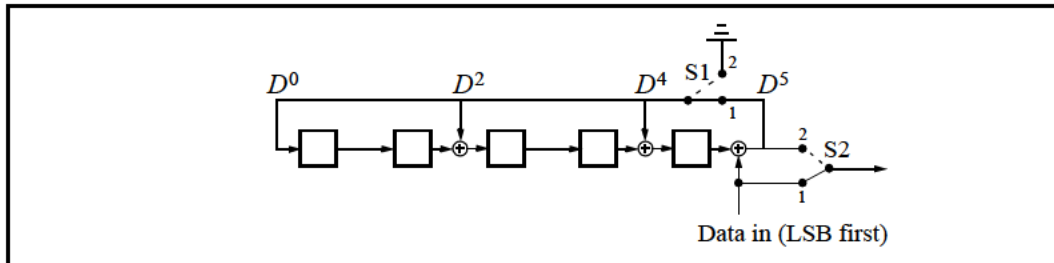 2
S1
D⁰ D² D⁴ D⁵
1
2
S2
1
Data in (LSB first)